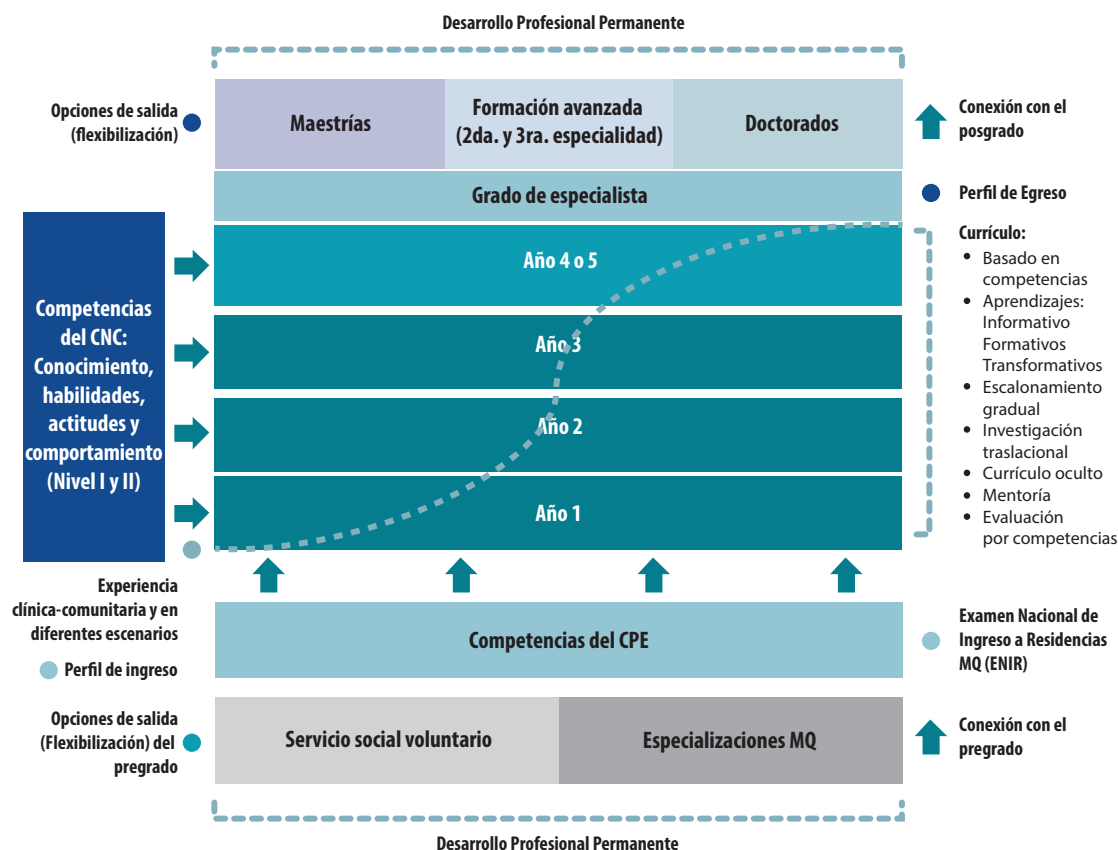 Desarrollo Profesional Permanente
Opciones de salida
(flexibilización)
Maestrías
Formación avanzada
(2da. y 3ra. especialidad)
Doctorados
Conexión con el
posgrado
Grado de especialista
Perfil de Egreso
Competencias
del CNC:
Conocimiento,
habilidades,
actitudes y
comportamiento
(Nivel I y II)
Año 4 o 5
Año 3
Año 2
Año 1
Currículo:
• Basado en
competencias
• Aprendizajes:
Informativo
Formativos
Transformativos
• Escalonamiento
gradual
• Investigación
traslacional
• Currículo oculto
• Mentoría
• Evaluación
por competencias
Experiencia
clínica-comunitaria y en
diferentes escenarios
Perfil de ingreso
Competencias del CPE
Examen Nacional de
Ingreso a Residencias
MQ (ENIR)
Opciones de salida
(Flexibilización) del
pregrado
Servicio social voluntario
Especializaciones MQ
Conexión con el
pregrado
Desarrollo Profesional Permanente